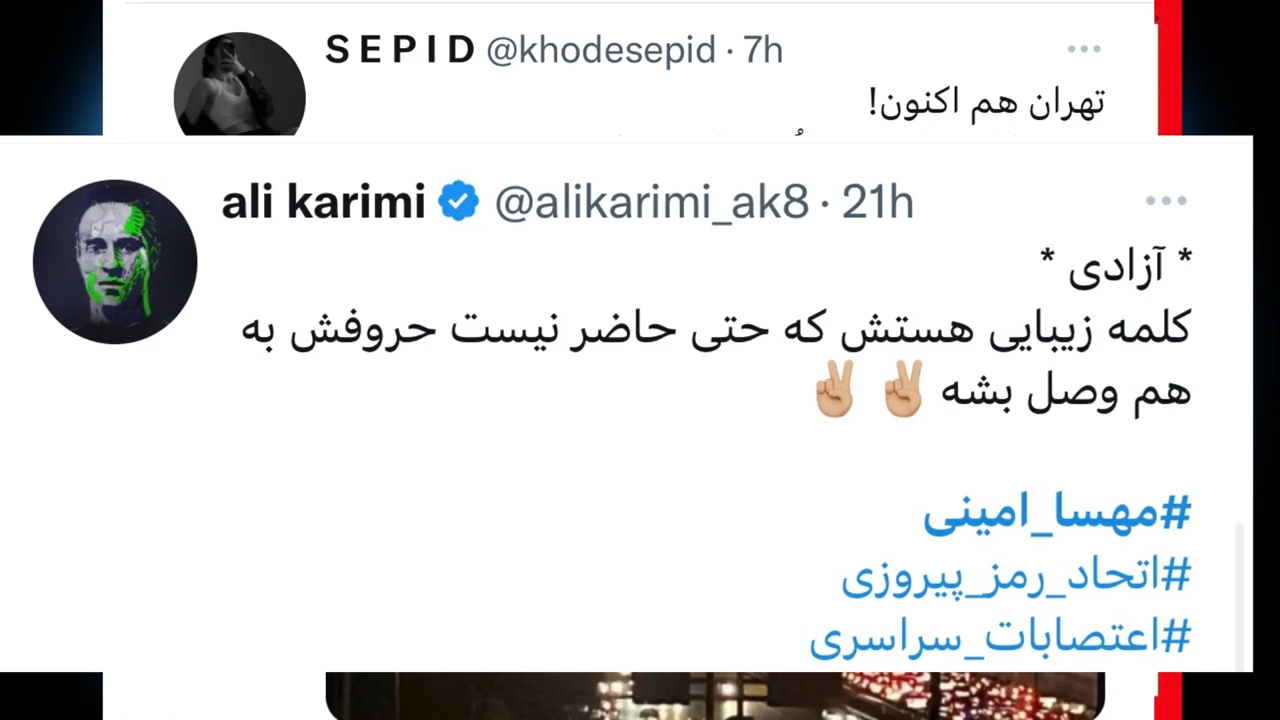 S E P I D @khodesepid · 7h
تهران هم اکنون!
ali karimi @alikarimi_ak8 · 21h
* آزادی *
کلمه زیبایی هستش که حتی حاضر نیست حروفش به
هم وصل بشه ✌🏼 ✌🏼
#مهسا_امینی
#اتحاد_رمز_پیروزی
#اعتصابات_سراسری